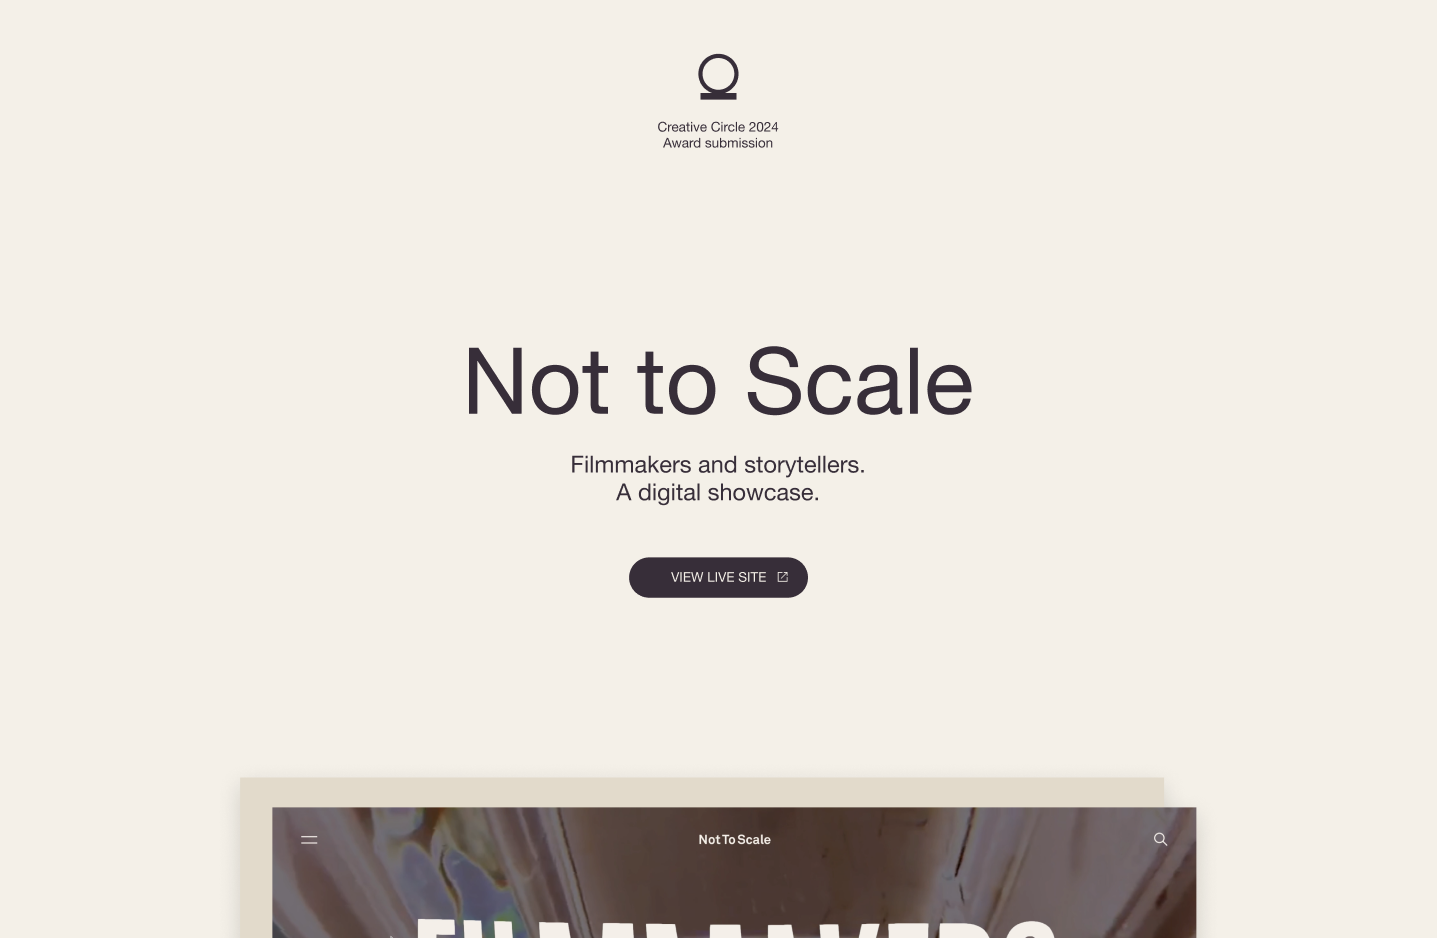 Creative Circle 2024
Award submission
Not to Scale
Filmmakers and storytellers.
A digital showcase.
VIEW LIVE SITE
Not To Scale
FILMMAKERS